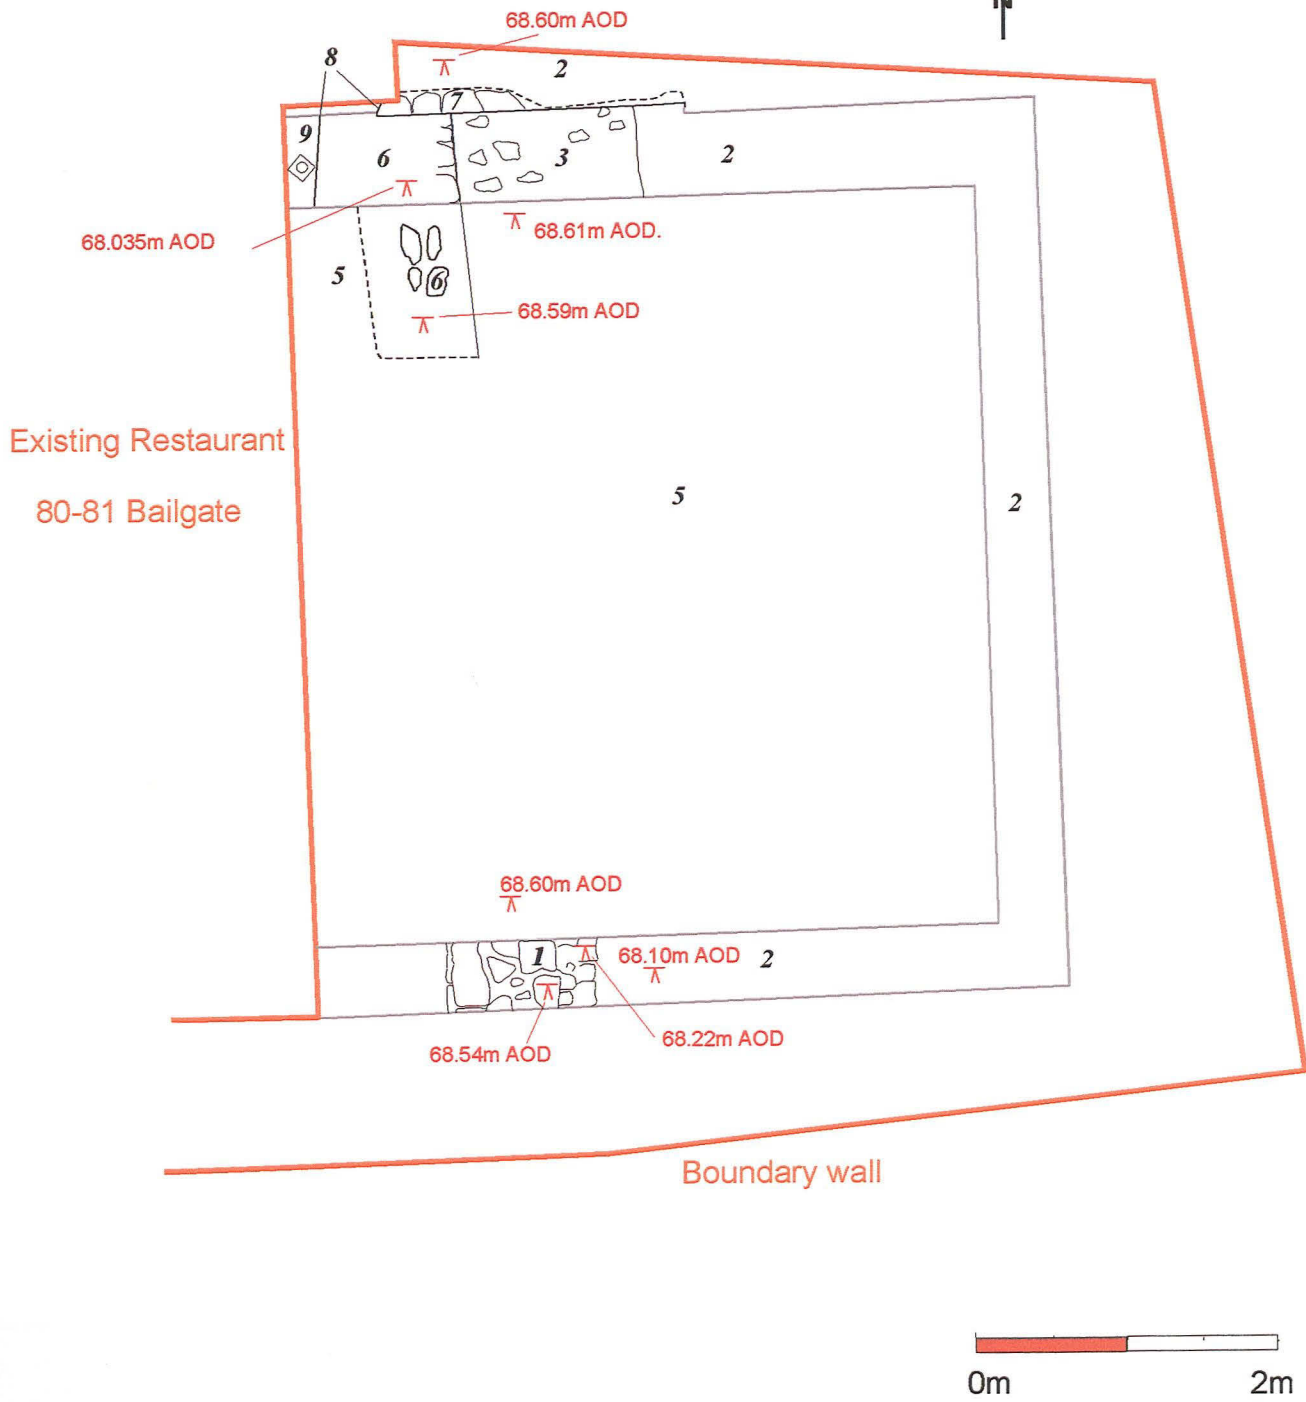 N
68.60m AOD
8
2
7
9
6
3
2
68.035m AOD
68.61m AOD.
5
6
68.59m AOD
Existing Restaurant
80-81 Bailgate
5
2
68.60m AOD
1
68.10m AOD
2
68.54m AOD
68.22m AOD
Boundary wall
0m
2m